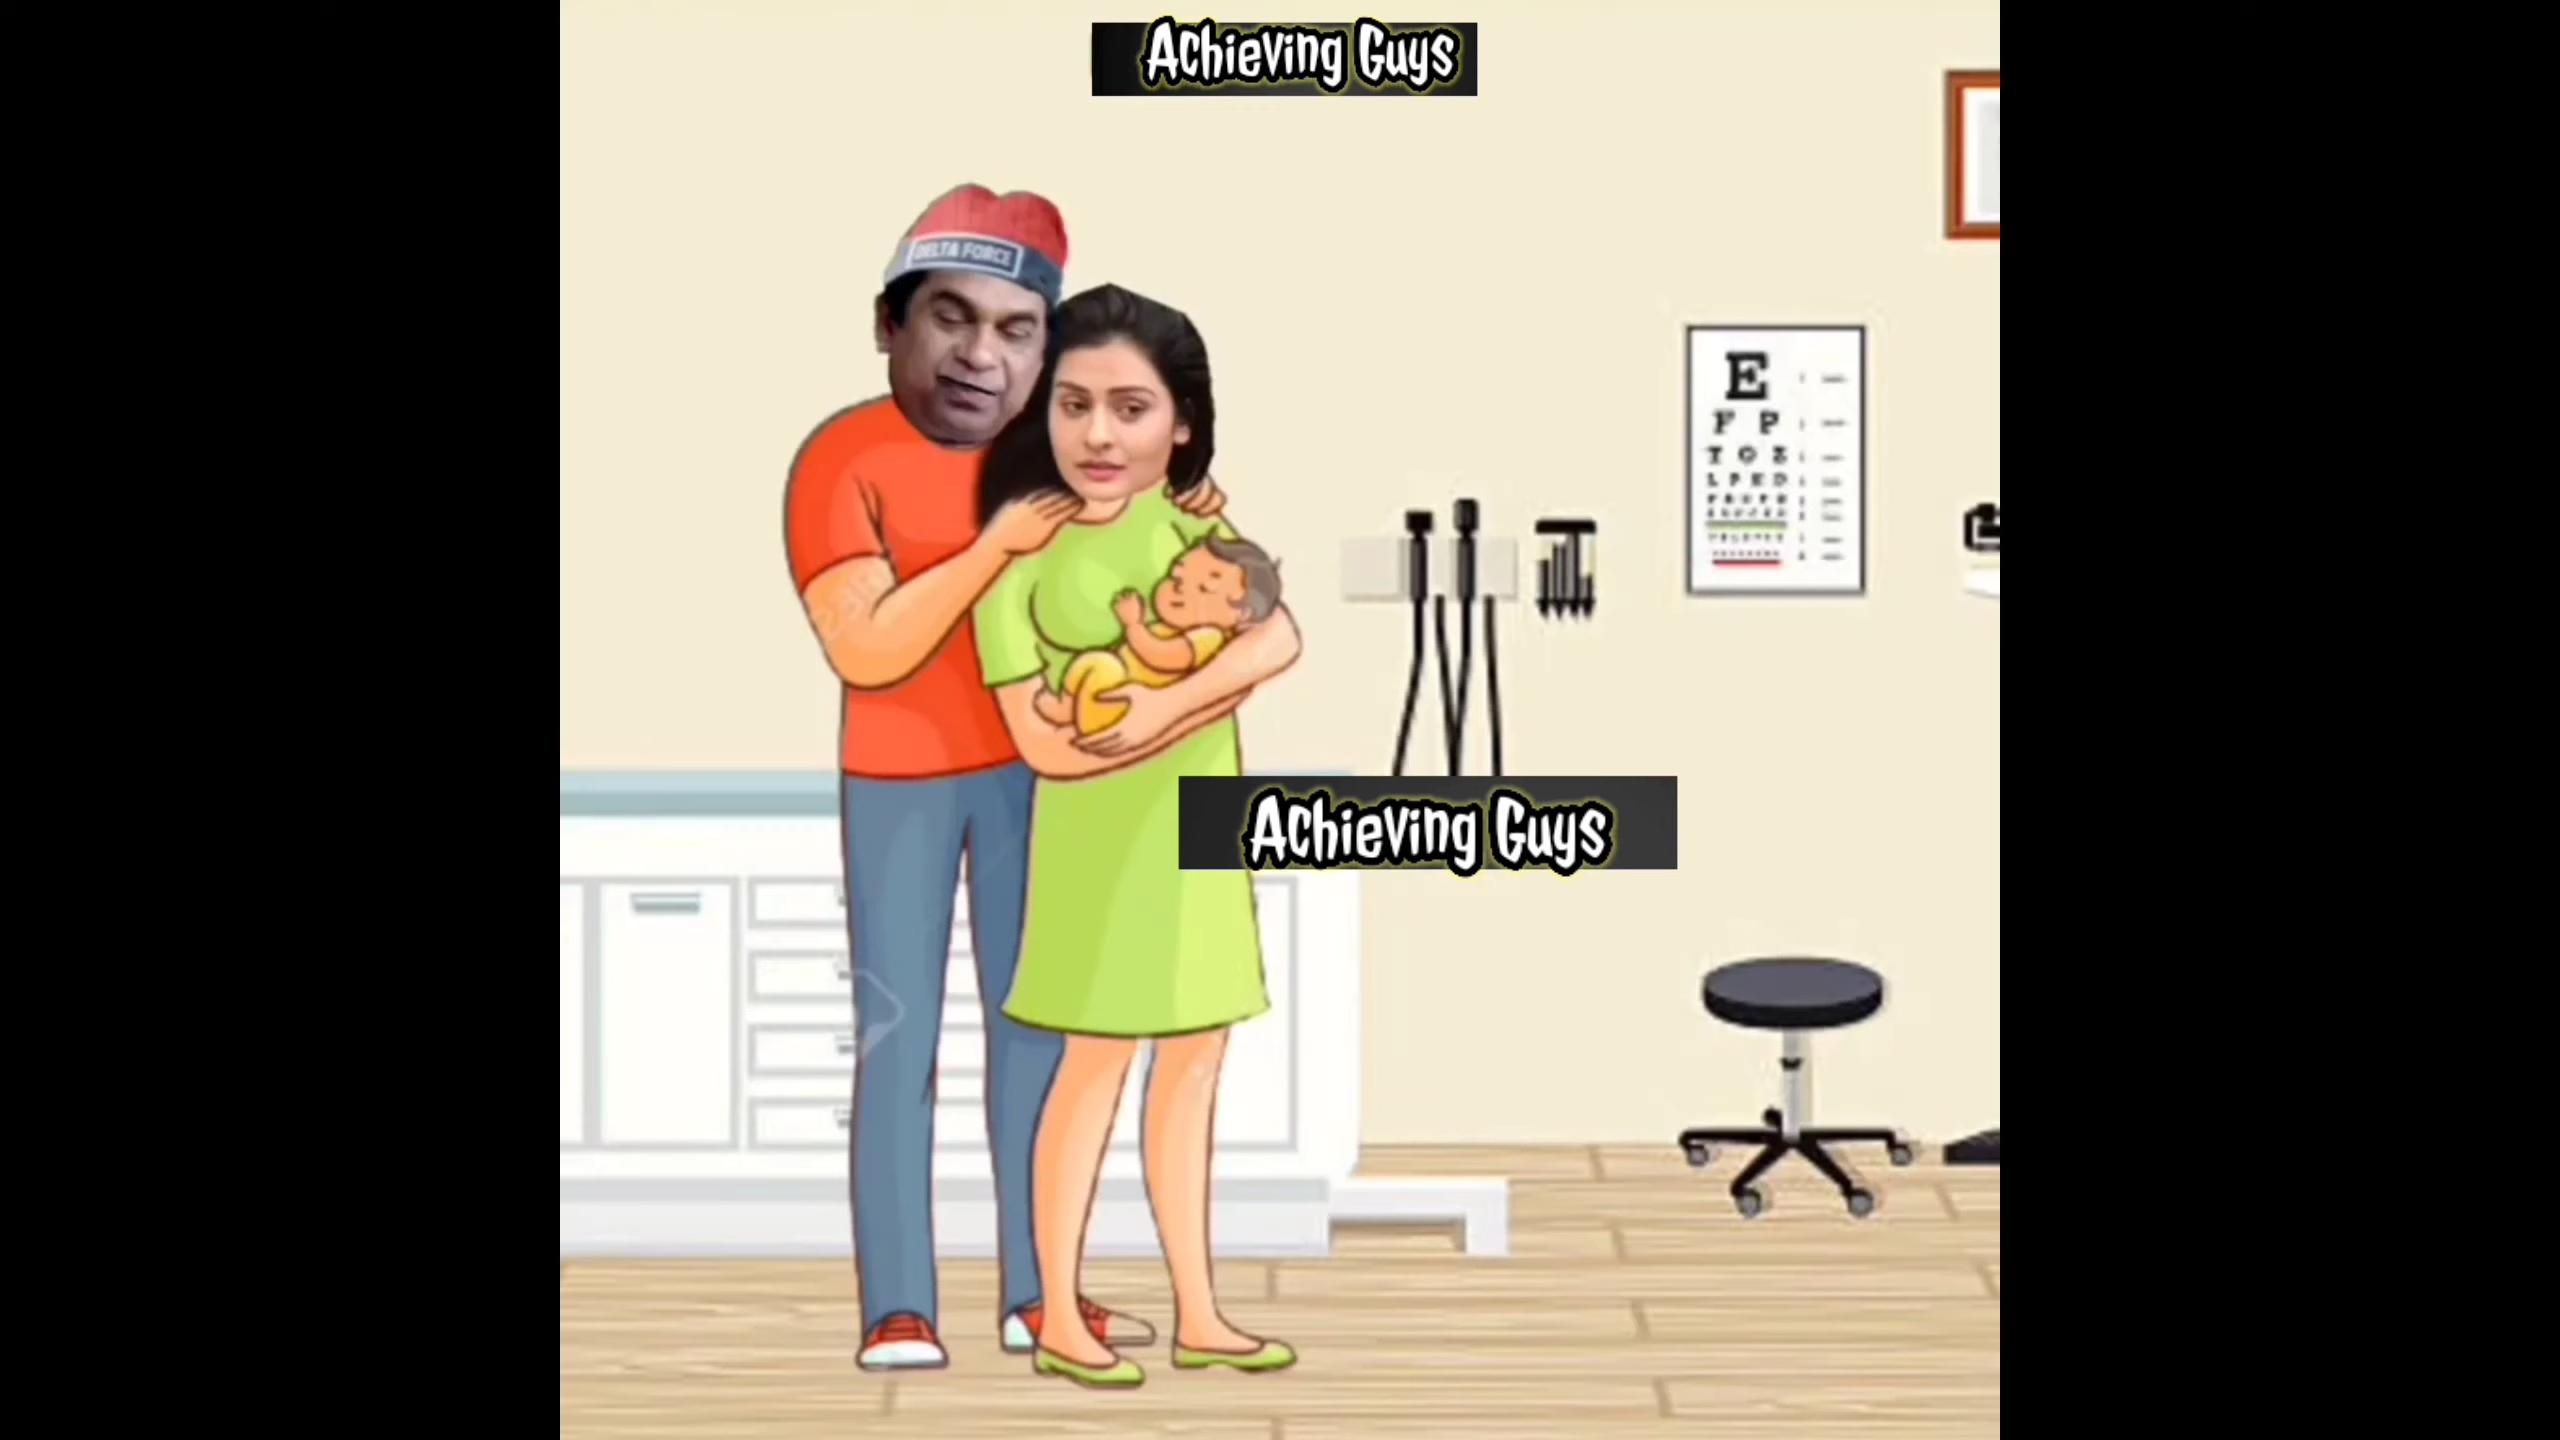 Achieving Guys
DELTA FORCE
E
F P
T O Z
L P E D
Achieving Guys